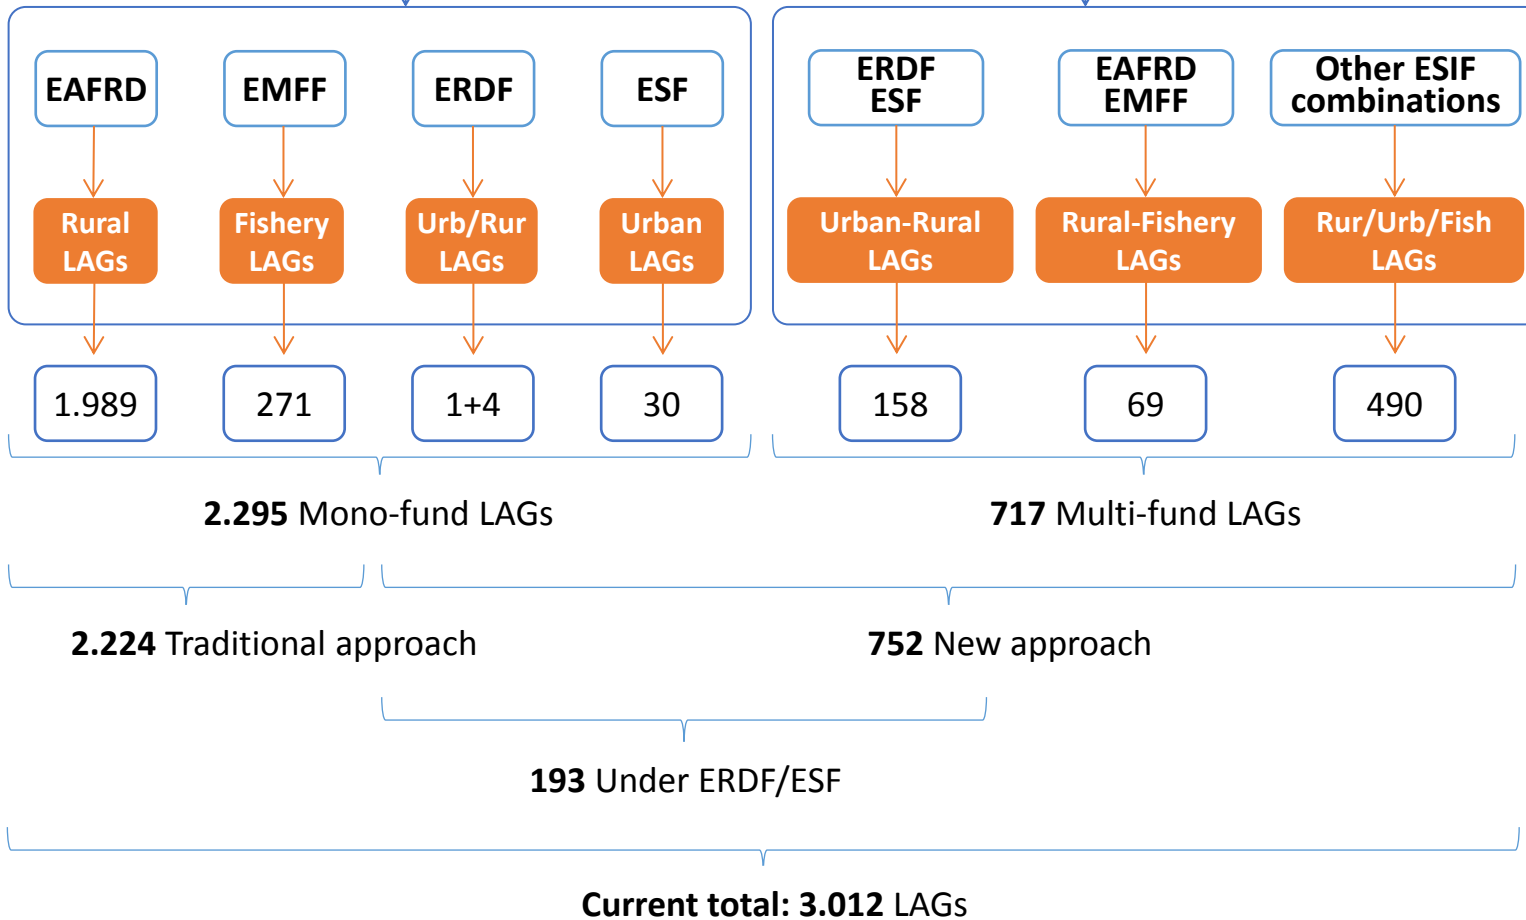 EAFRD
EMFF
ERDF
ESF
ERDF
ESF
EAFRD
EMFF
Other ESIF
combinations
Rural
LAGs
Fishery
LAGs
Urb/Rur
LAGs
Urban
LAGs
Urban-Rural
LAGs
Rural-Fishery
LAGs
Rur/Urb/Fish
LAGs
1.989
271
1+4
30
158
69
490
2.295 Mono-fund LAGs
717 Multi-fund LAGs
2.224 Traditional approach
752 New approach
193 Under ERDF/ESF
Current total: 3.012 LAGs